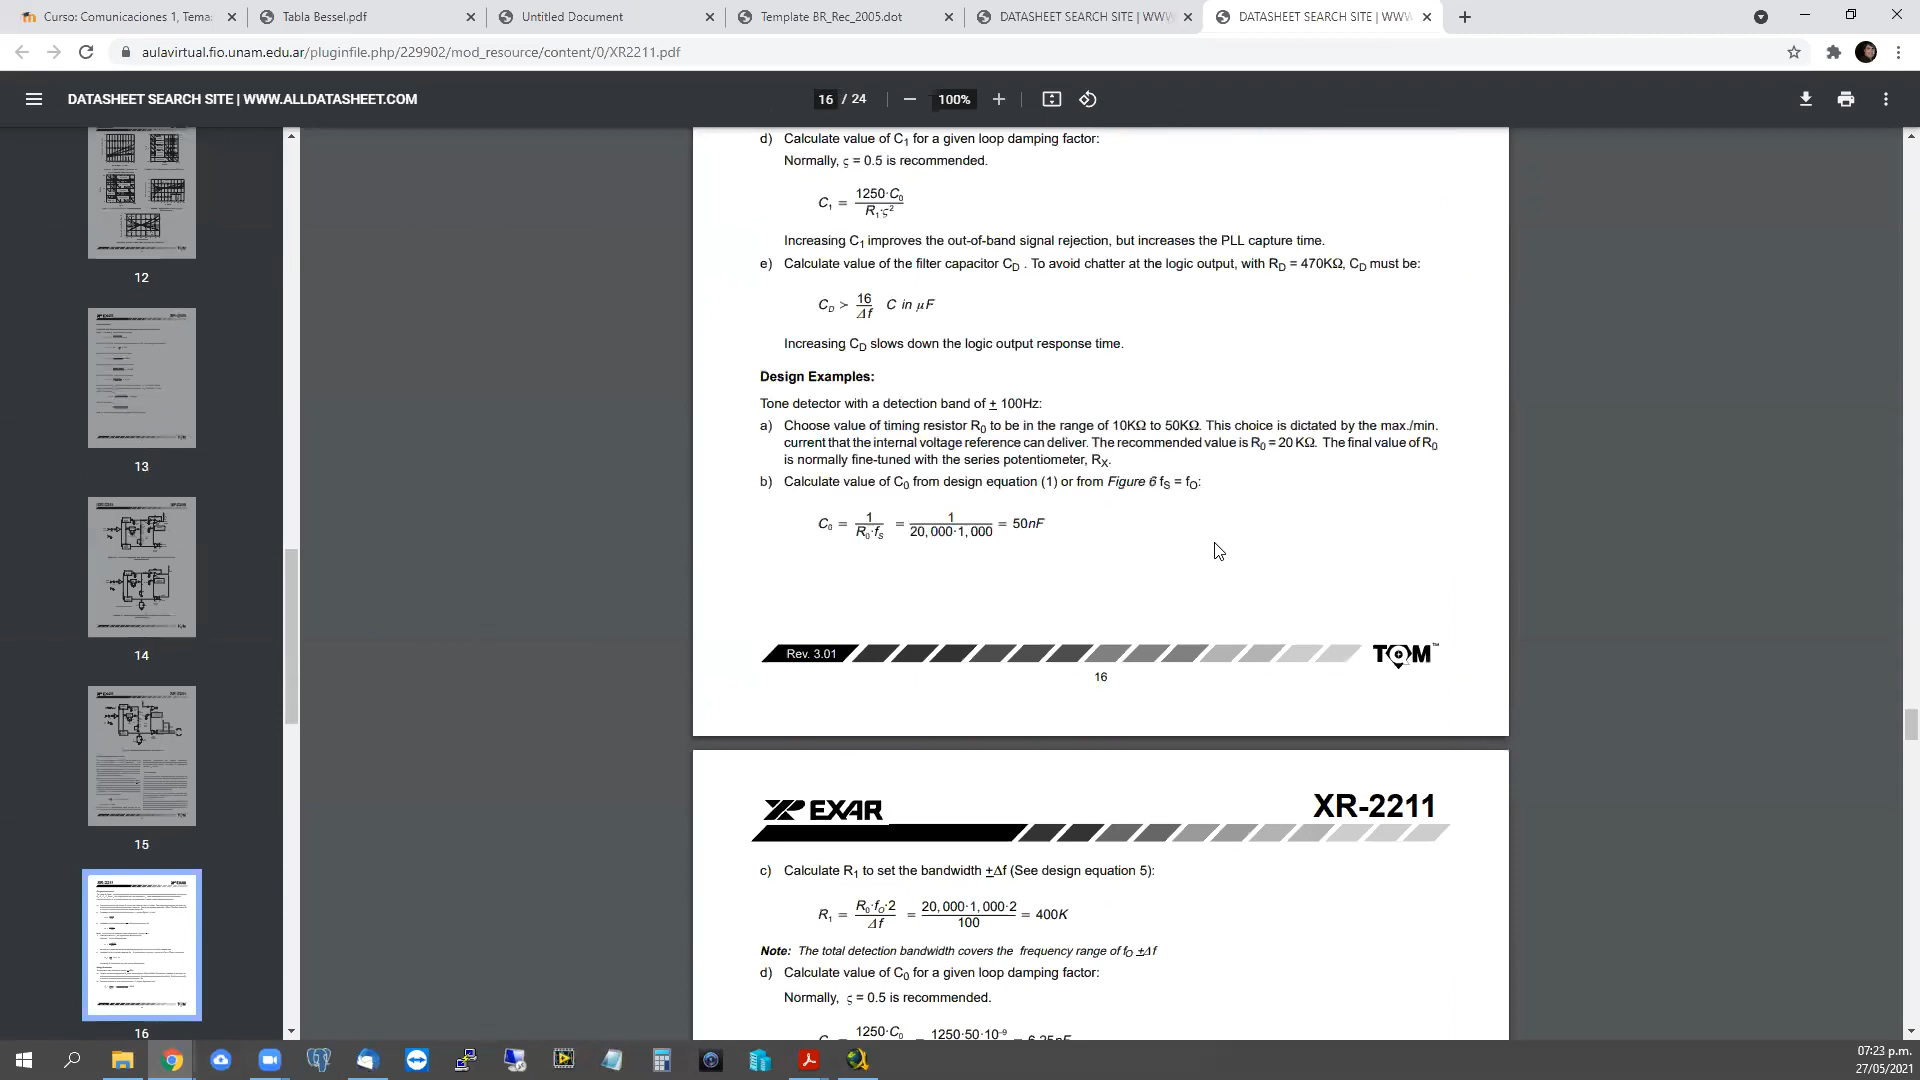 Curso: Comunicaciones 1, Tema:
Tabla Bessel.pdf
Untitled Document
Template BR_Rec_2005.dot
DATASHEET SEARCH SITE | WWW
DATASHEET SEARCH SITE | WWW
aulavirtual.fio.unam.edu.ar/pluginfile.php/229902/mod_resource/content/0/XR2211.pdf
DATASHEET SEARCH SITE | WWW.ALLDATASHEET.COM
16 / 24
100%
12
13
14
15
16
d) Calculate value of C1 for a given loop damping factor:
Normally, ς = 0.5 is recommended.
C1 = 1250·C0 / R1·ς²
Increasing C1 improves the out-of-band signal rejection, but increases the PLL capture time.
e) Calculate value of the filter capacitor CD . To avoid chatter at the logic output, with RD = 470KΩ, CD must be:
CD > 16 / Δf C in μF
Increasing CD slows down the logic output response time.
Design Examples:
Tone detector with a detection band of ± 100Hz:
a) Choose value of timing resistor R0 to be in the range of 10KΩ to 50KΩ. This choice is dictated by the max./min.
current that the internal voltage reference can deliver. The recommended value is R0 = 20 KΩ. The final value of R0
is normally fine-tuned with the series potentiometer, RX.
b) Calculate value of C0 from design equation (1) or from Figure 6 fS = fO:
C0 = 1 / R0·fS = 1 / 20,000·1,000 = 50nF
Rev. 3.01
TOM™
16
EXAR
XR-2211
c) Calculate R1 to set the bandwidth ±Δf (See design equation 5):
R1 = R0·fO·2 / Δf = 20,000·1,000·2 / 100 = 400K
Note: The total detection bandwidth covers the frequency range of fO ±Δf
d) Calculate value of C0 for a given loop damping factor:
Normally, ς = 0.5 is recommended.
1250·C0 = 1250·50·10⁻⁹ = 6.25pF
07:23 p.m.
27/05/2021